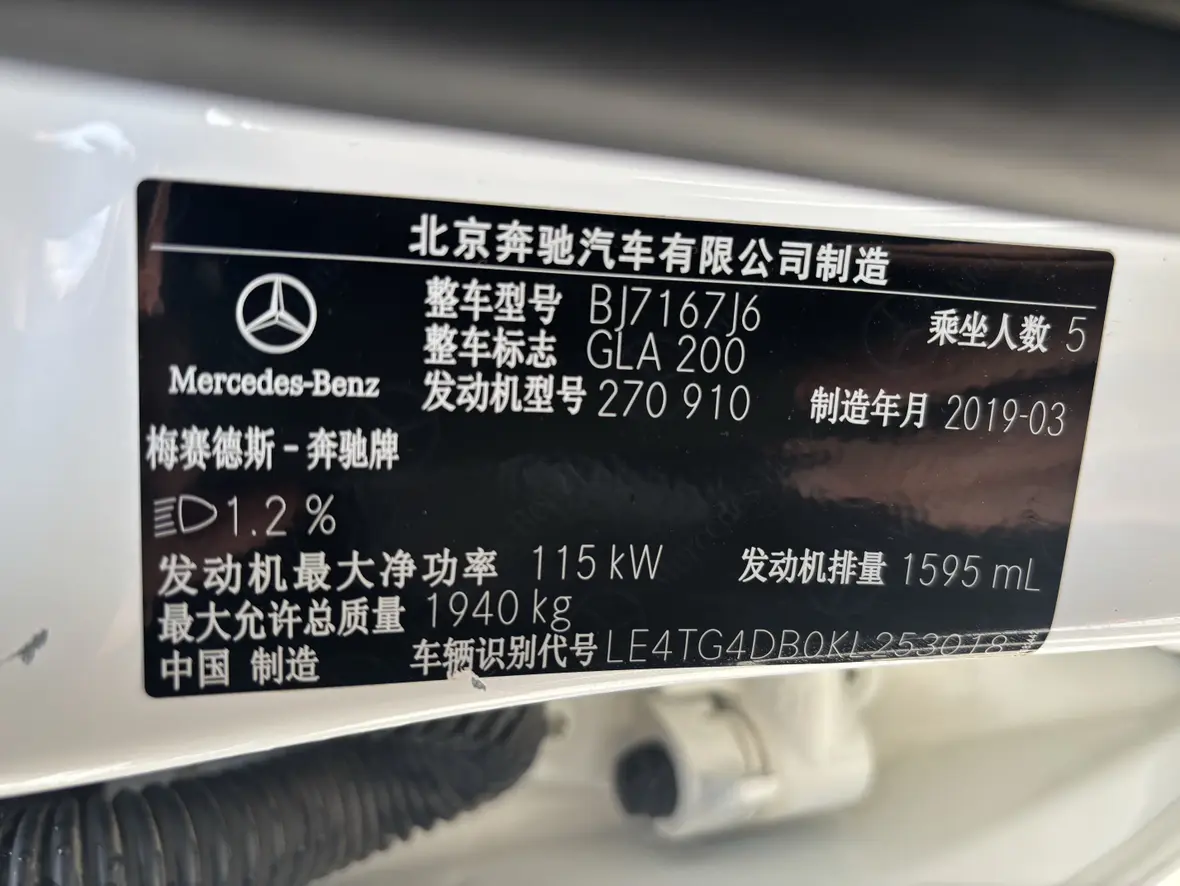 北京奔驰汽车有限公司制造
Mercedes-Benz
梅赛德斯-奔驰牌
整车型号 BJ7167J6
乘坐人数 5
整车标志 GLA 200
发动机型号 270 910
制造年月 2019-03
1.2 %
发动机最大净功率 115 kW
发动机排量 1595 mL
最大允许总质量 1940 kg
中国 制造
车辆识别代号 LE4TG4DB0KL253018